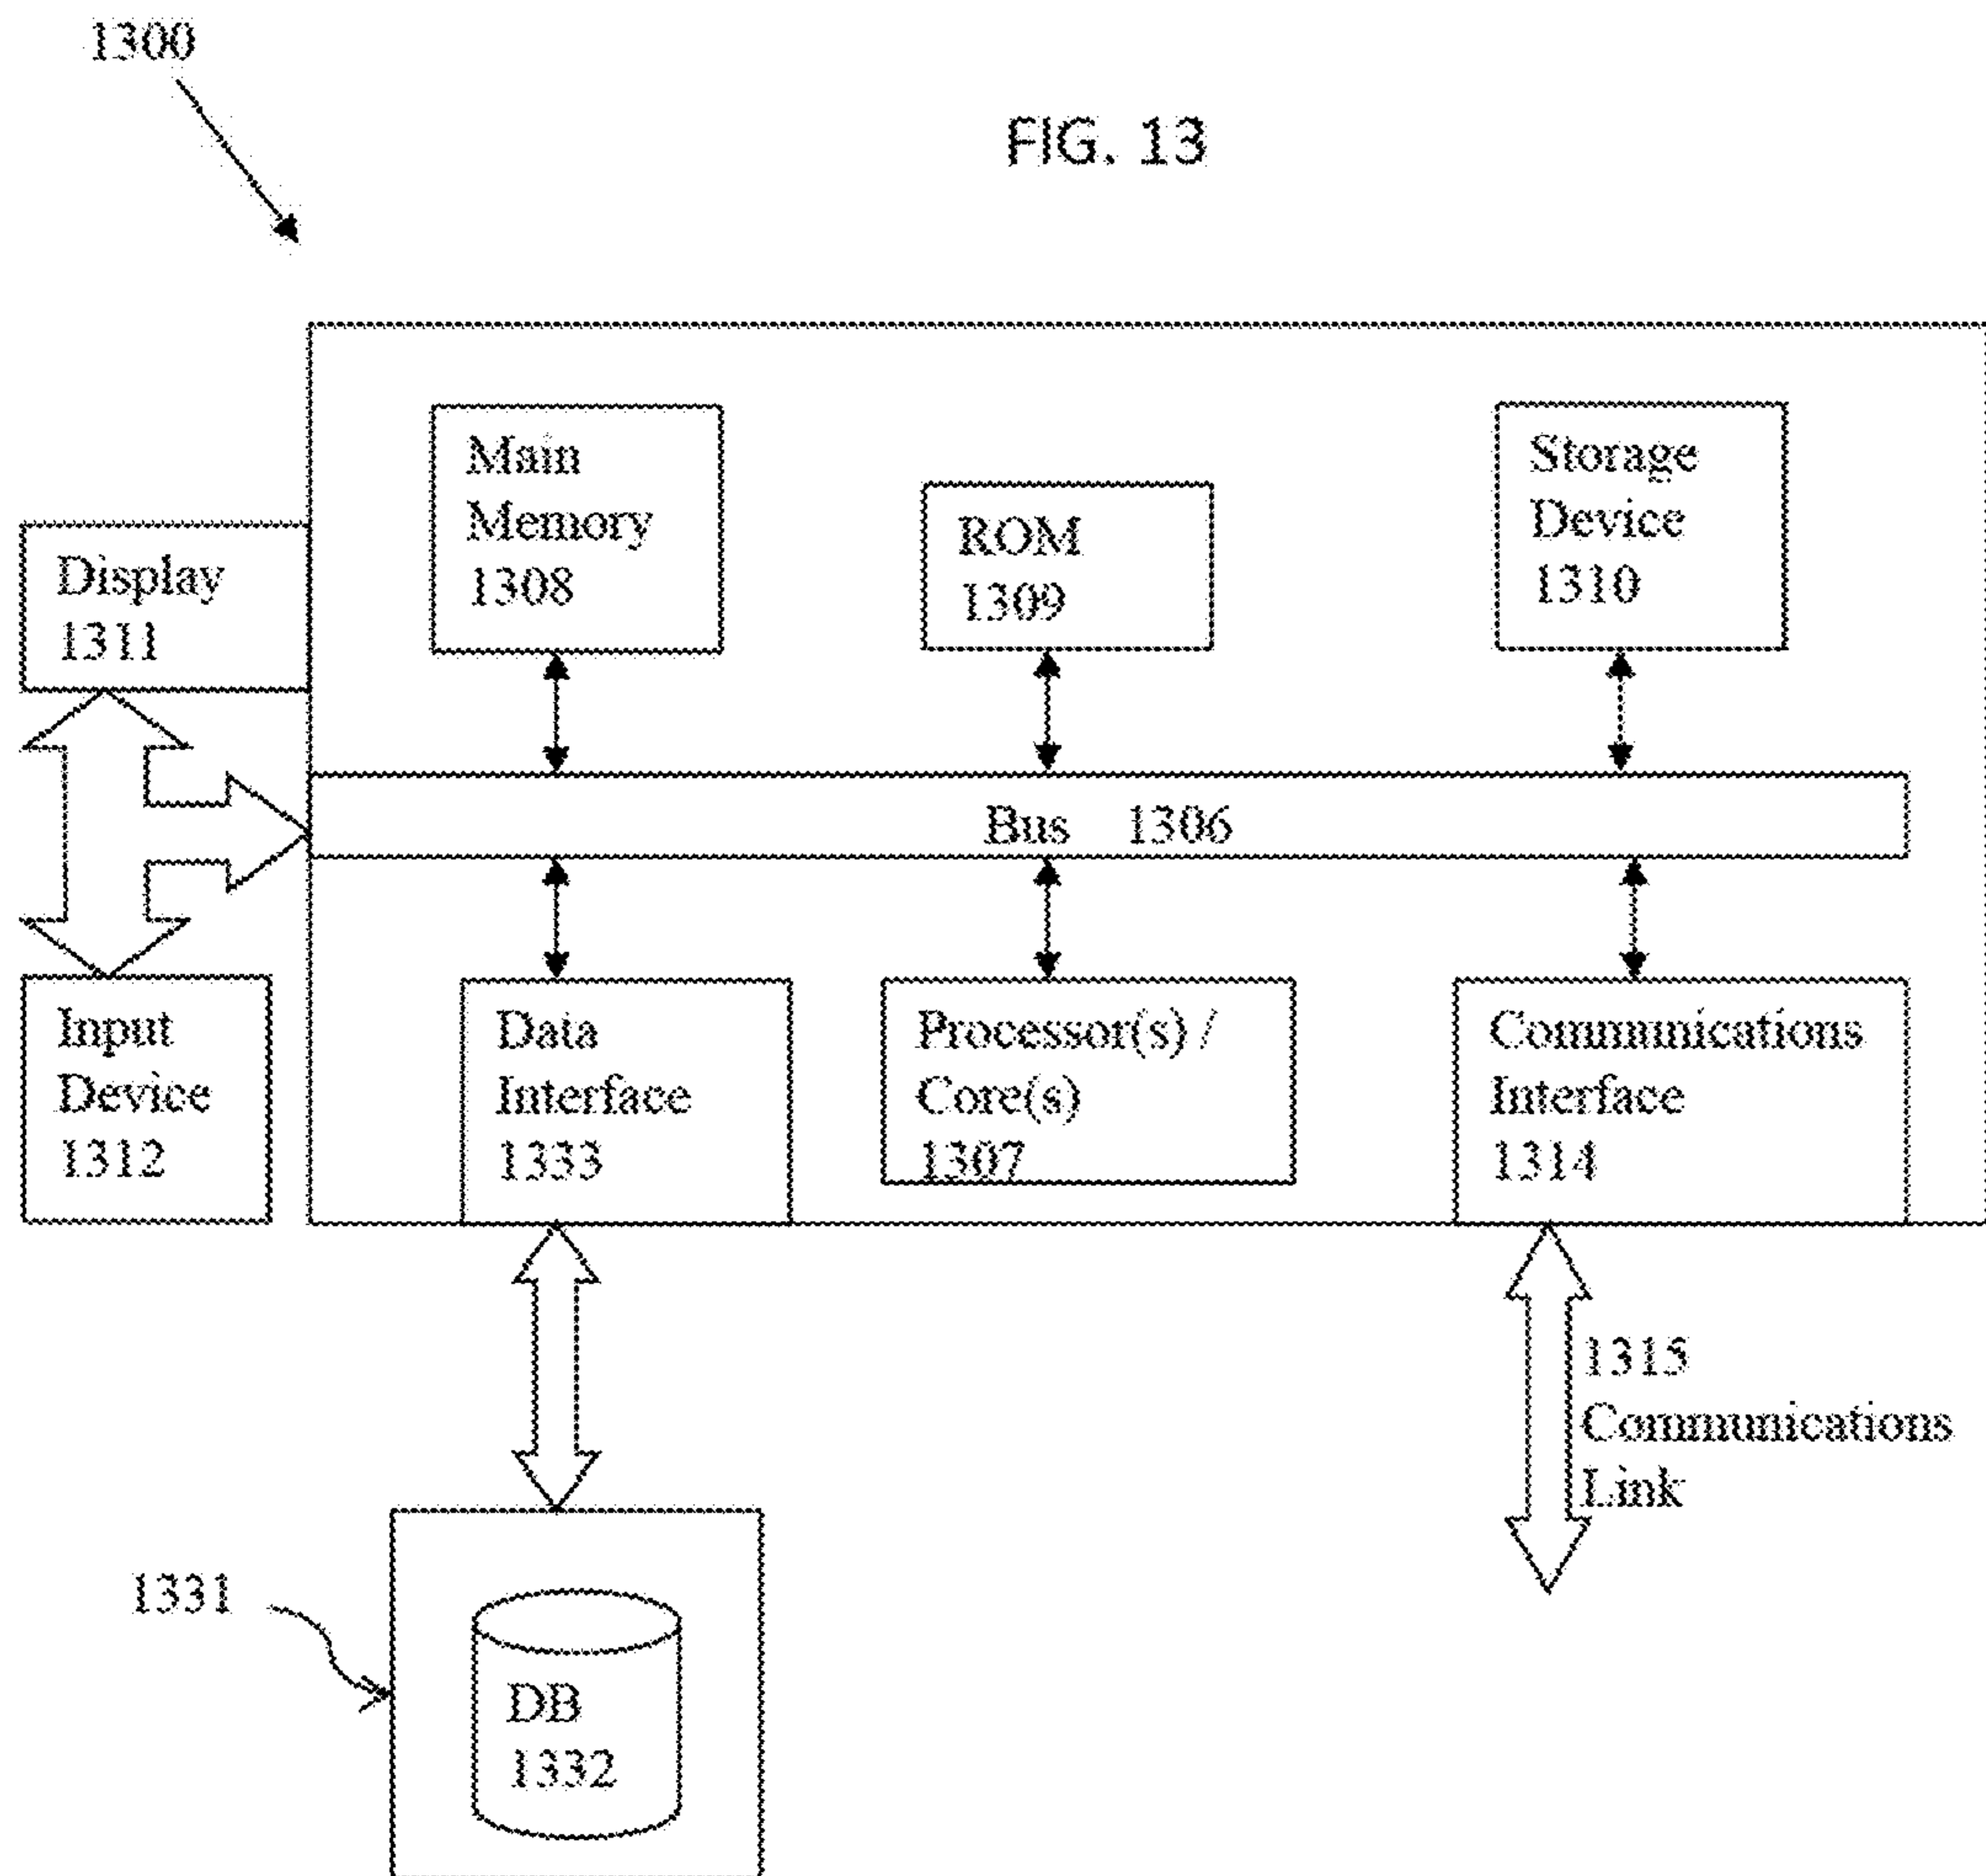 1300
FIG. 13
Main
Memory
1308
ROM
1309
Storage
Device
1310
Display
1311
Bus 1306
Input
Device
1312
Data
Interface
1333
Processor(s) /
Core(s)
1307
Communications
Interface
1314
1315
Communications
Link
1331
DB
1332